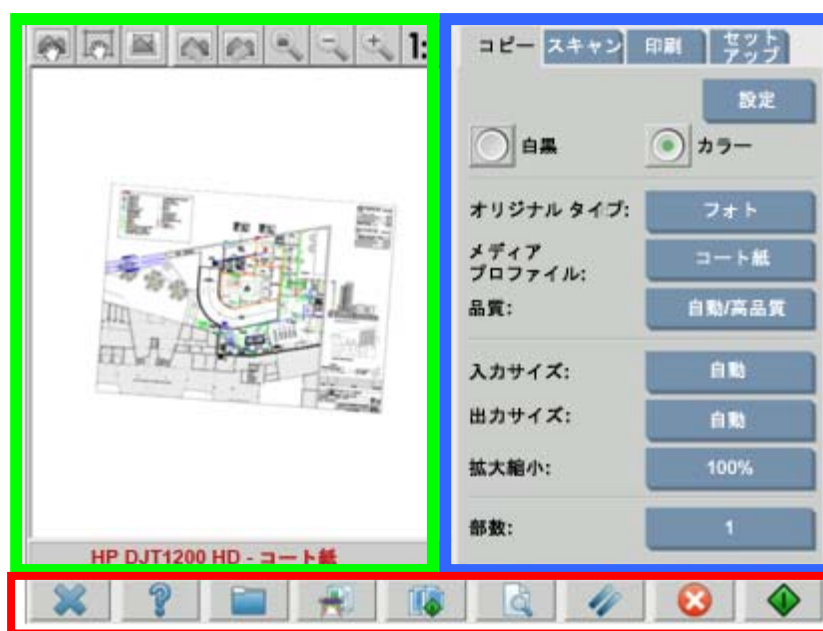 1:
HP DJT1200 HD - コート紙
コピー
スキャン
印刷
セット
アップ
設定
白黒
カラー
オリジナル タイプ:
フォト
メディア
プロファイル:
コート紙
品質:
自動/高品質
入力サイズ:
自動
出力サイズ:
自動
拡大縮小:
100%
部数:
1